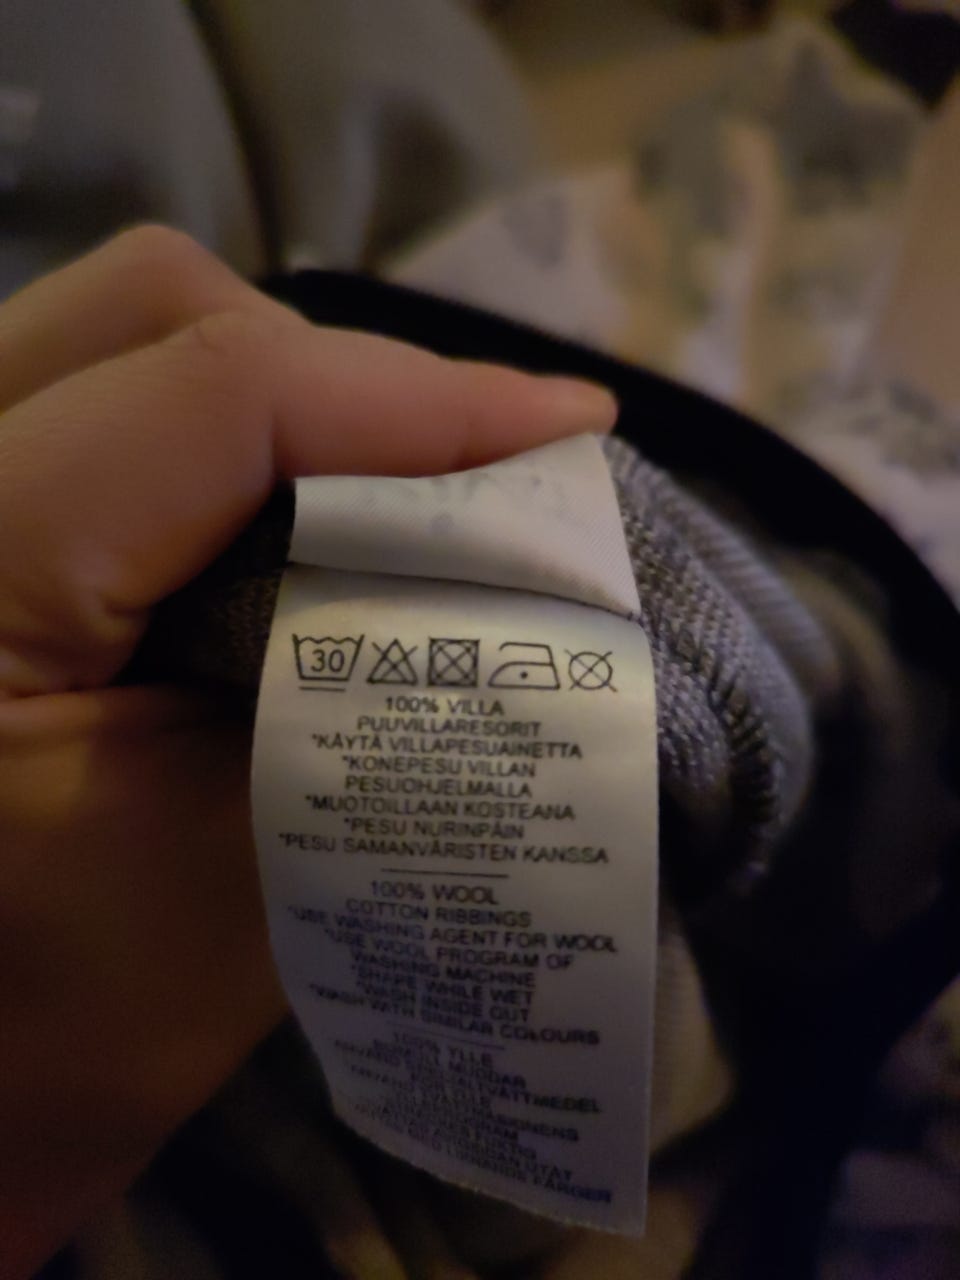 30
100% VILLA
PUUVILLARESORIT
*KÄYTÄ VILLAPESUAINETTA
*KONEPESU VILLAN
PESUOHJELMALLA
*MUOTOILLAAN KOSTEANA
*PESU NURINPÄIN
*PESU SAMANVÄRISTEN KANSSA
100% WOOL
COTTON RIBBINGS
*USE WASHING AGENT FOR WOOL
*USE WOOL PROGRAM OF
WASHING MACHINE
*SHAPE WHILE WET
*WASH INSIDE OUT
*WASH WITH SIMILAR COLOURS
100% YLLE
BOMULL MUDDAR